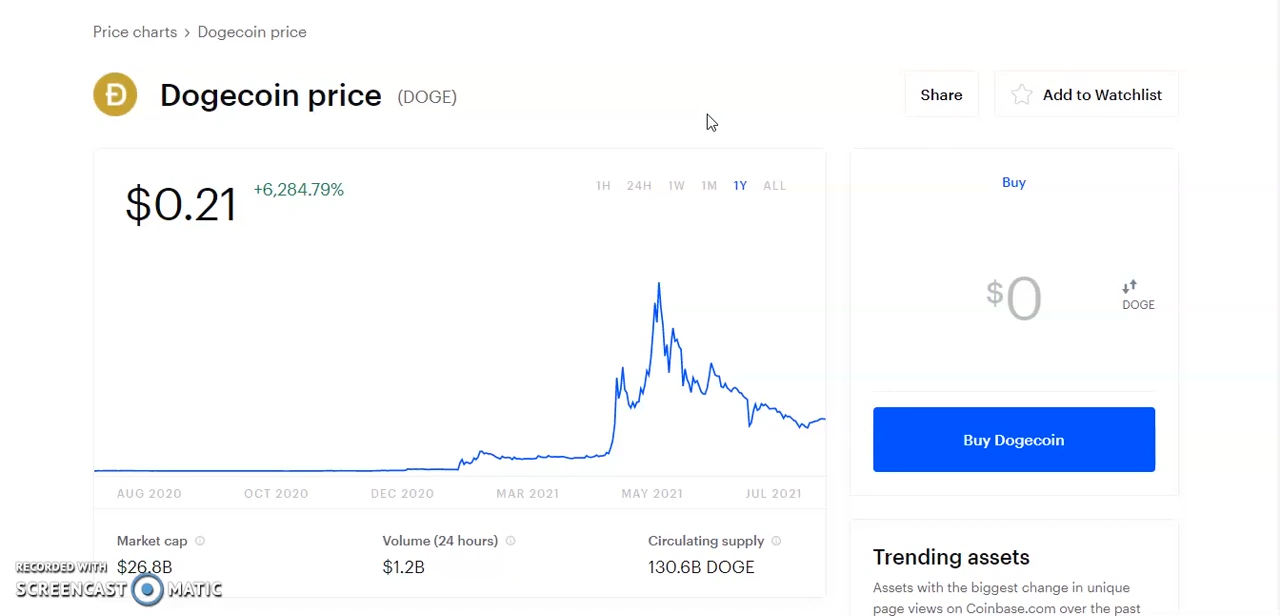 Price charts > Dogecoin price
Dogecoin price (DOGE)
Share
Add to Watchlist
$0.21 +6,284.79%
1H 24H 1W 1M 1Y ALL
Buy
$0
DOGE
Buy Dogecoin
AUG 2020 OCT 2020 DEC 2020 MAR 2021 MAY 2021 JUL 2021
Market cap Volume (24 hours) Circulating supply
$26.8B $1.2B 130.6B DOGE
Trending assets
Assets with the biggest change in unique
page views on Coinbase.com over the past
RECORDED WITH
SCREENCAST MATIC